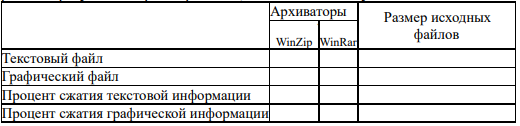 Архиваторы
Размер исходных
файлов
WinZip WinRar
Текстовый файл
Графический файл
Процент сжатия текстовой информации
Процент сжатия графической информации